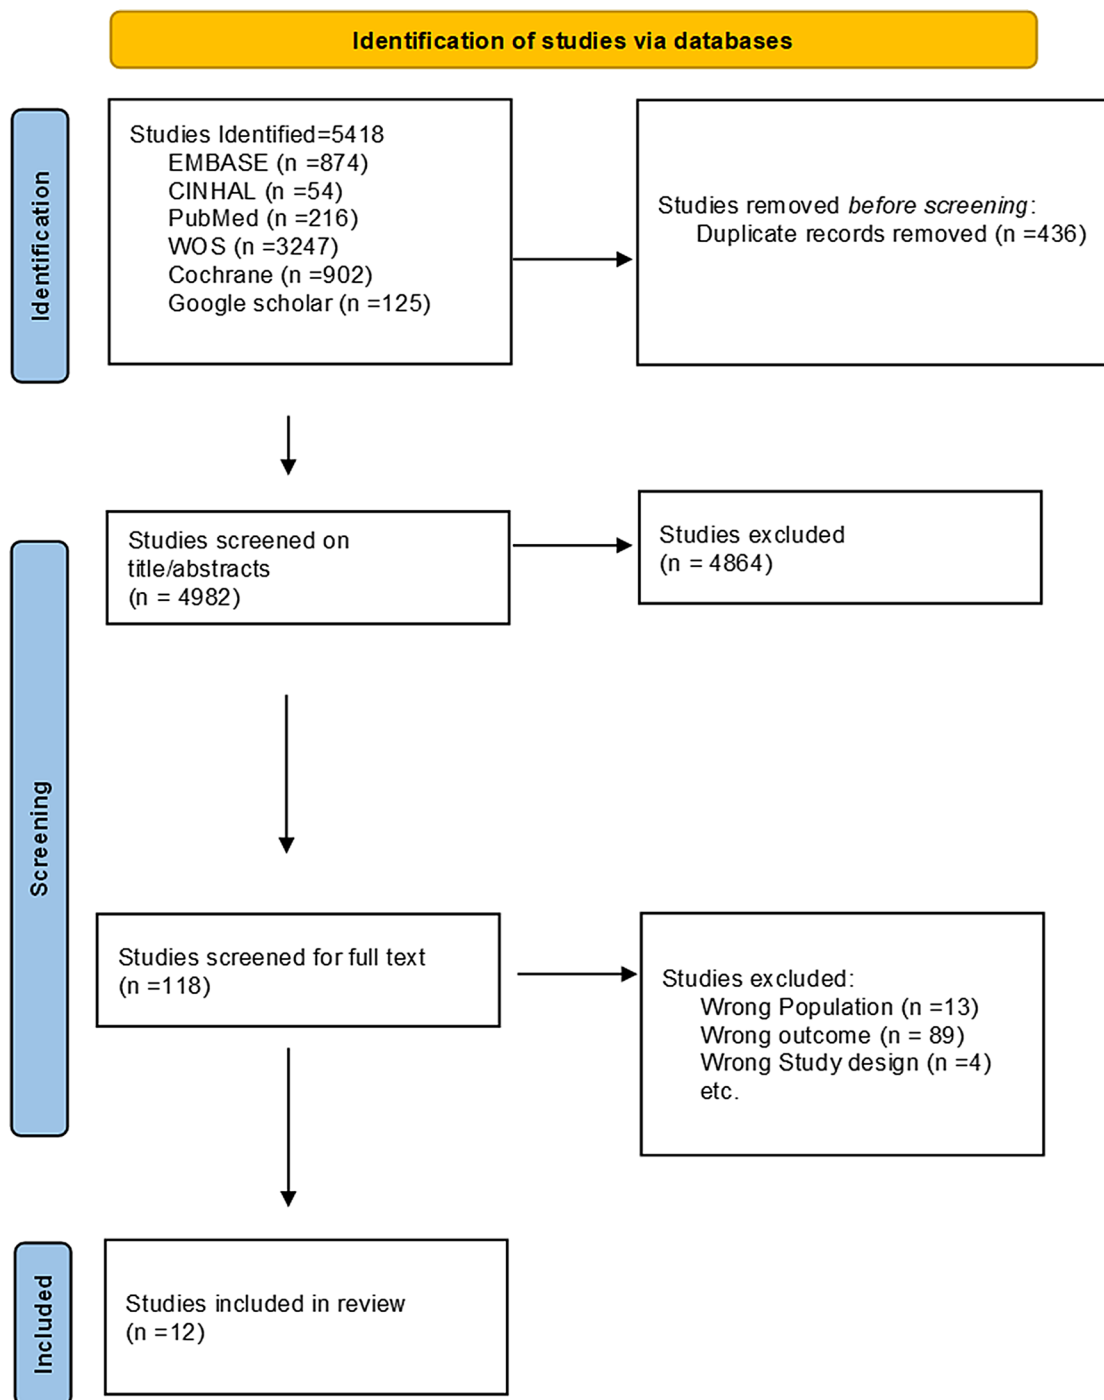 Identification of studies via databases
Identification
Studies Identified=5418
EMBASE (n =874)
CINHAL (n =54)
PubMed (n =216)
WOS (n =3247)
Cochrane (n =902)
Google scholar (n =125)
Studies removed before screening:
Duplicate records removed (n =436)
Screening
Studies screened on
title/abstracts
(n = 4982)
Studies excluded
(n = 4864)
Studies screened for full text
(n =118)
Studies excluded:
Wrong Population (n =13)
Wrong outcome (n = 89)
Wrong Study design (n =4)
etc.
Included
Studies included in review
(n =12)